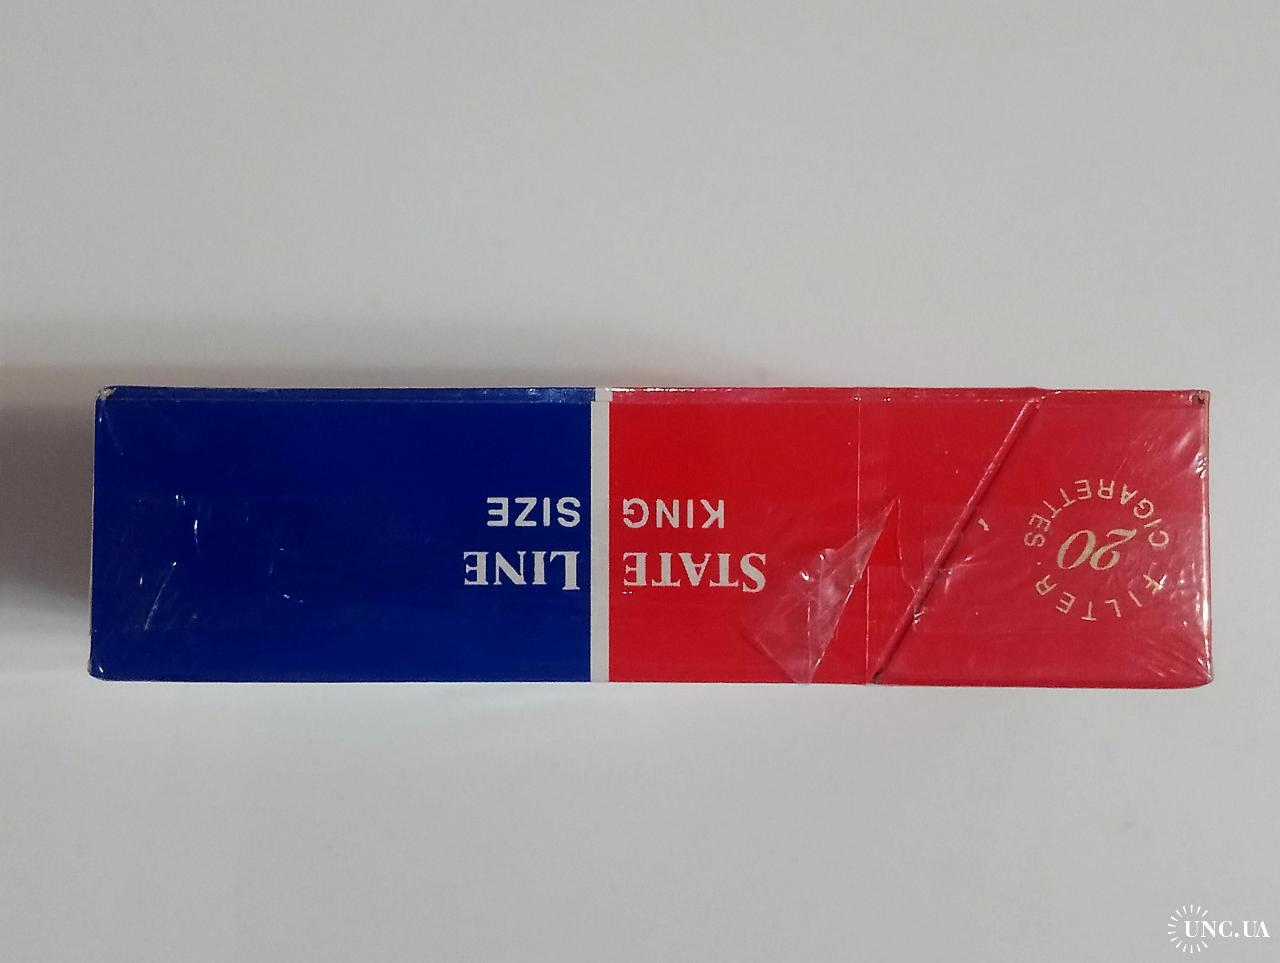 STATE LINE
KING SIZE
FILTER CIGARETTES
20
UNC.UA